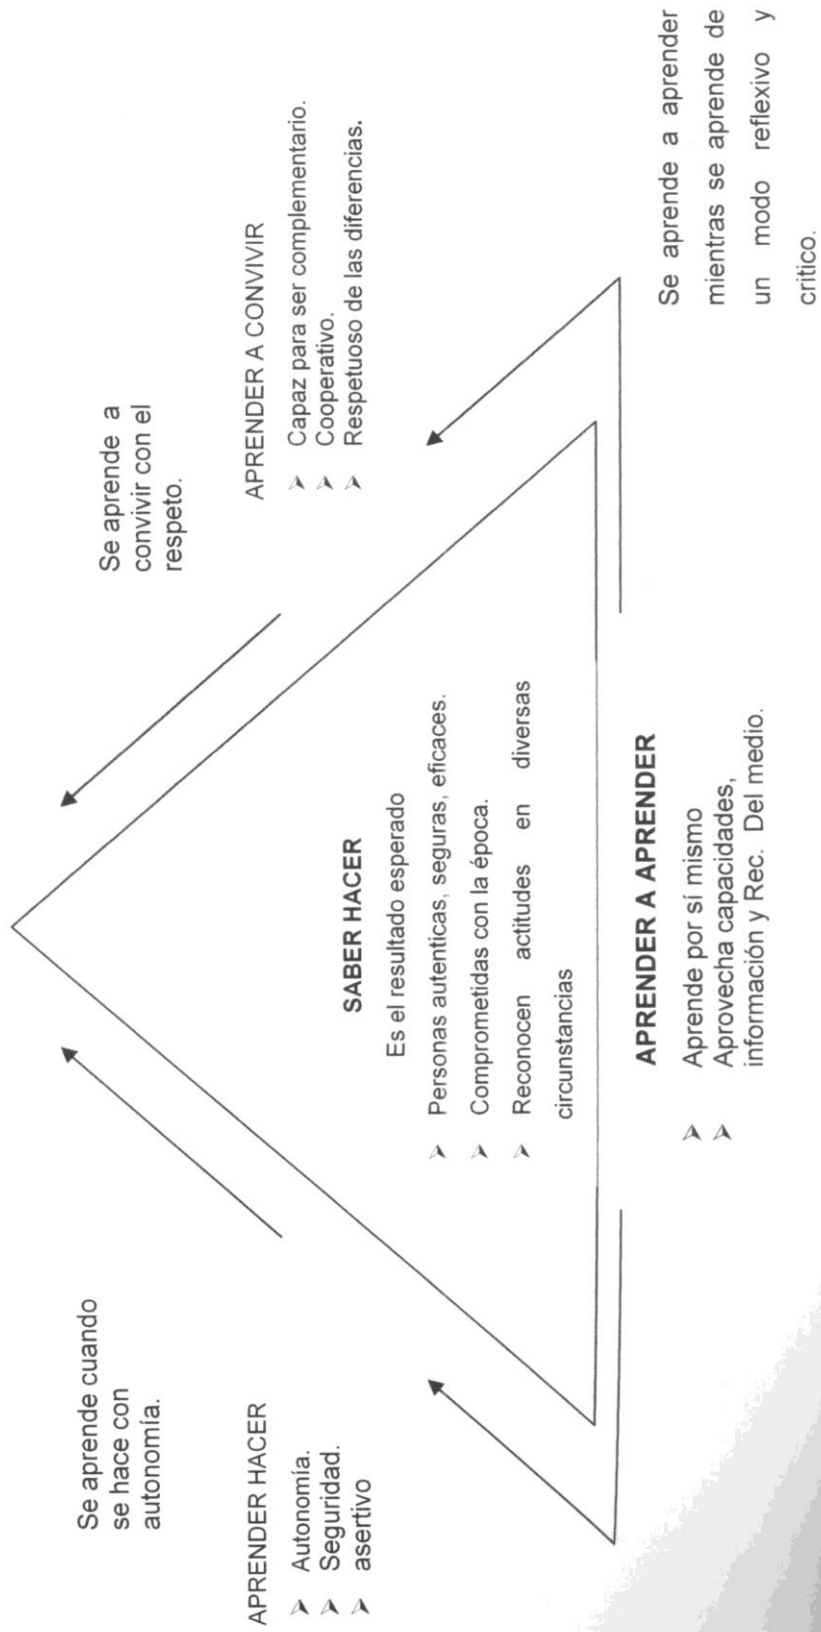 Se aprende cuando
se hace con
autonomía.
APRENDER HACER
➢ Autonomía.
➢ Seguridad.
➢ asertivo
Se aprende a
convivir con el
respeto.
APRENDER A CONVIVIR
➢ Capaz para ser complementario.
➢ Cooperativo.
➢ Respetuoso de las diferencias.
SABER HACER
Es el resultado esperado
➢ Personas autenticas, seguras, eficaces.
➢ Comprometidas con la época.
➢ Reconocen actitudes en diversas
circunstancias
APRENDER A APRENDER
➢ Aprende por sí mismo
➢ Aprovecha capacidades,
información y Rec. Del medio.
Se aprende a aprender
mientras se aprende de
un modo reflexivo y
critico.